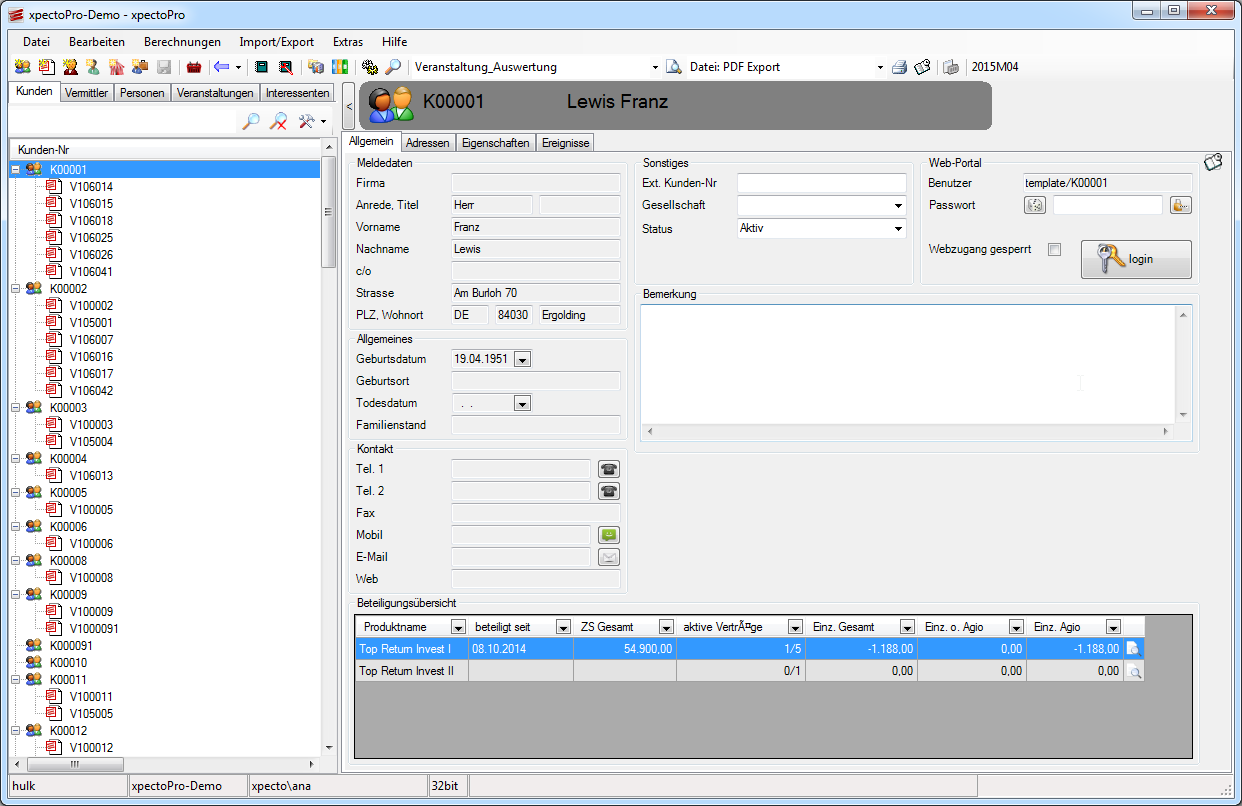 xpectoPro-Demo - xpectoPro
Datei Bearbeiten Berechnungen Import/Export Extras Hilfe
Veranstaltung_Auswertung Datei: PDF Export 2015M04
Kunden Vermittler Personen Veranstaltungen Interessenten
< K00001 Lewis Franz
Kunden-Nr
K00001
V106014
V106015
V106018
V106025
V106026
V106041
K00002
V100002
V105001
V106007
V106016
V106017
V106042
K00003
V100003
V105004
K00004
V106013
K00005
V100005
K00006
V100006
K00008
V100008
K00009
V100009
V1000091
K000091
K00010
K00011
V100011
V105005
K00012
V100012
Allgemein Adressen Eigenschaften Ereignisse
Meldedaten
Firma
Anrede, Titel Herr
Vorname Franz
Nachname Lewis
c/o
Strasse Am Burloh 70
PLZ, Wohnort DE 84030 Ergolding
Allgemeines
Geburtsdatum 19.04.1951
Geburtsort
Todesdatum . .
Familienstand
Kontakt
Tel. 1
Tel. 2
Fax
Mobil
E-Mail
Web
Sonstiges
Ext. Kunden-Nr
Gesellschaft
Status Aktiv
Web-Portal
Benutzer template/K00001
Passwort
Webzugang gesperrt login
Bemerkung
Beteiligungsübersicht
Produktname beteiligt seit ZS Gesamt aktive VertrÃ¤ge Einz. Gesamt Einz. o. Agio Einz. Agio
Top Return Invest I 08.10.2014 54.900,00 1/5 -1.188,00 0,00 -1.188,00
Top Return Invest II 0/1 0,00 0,00 0,00
hulk xpectoPro-Demo xpecto\ana 32bit